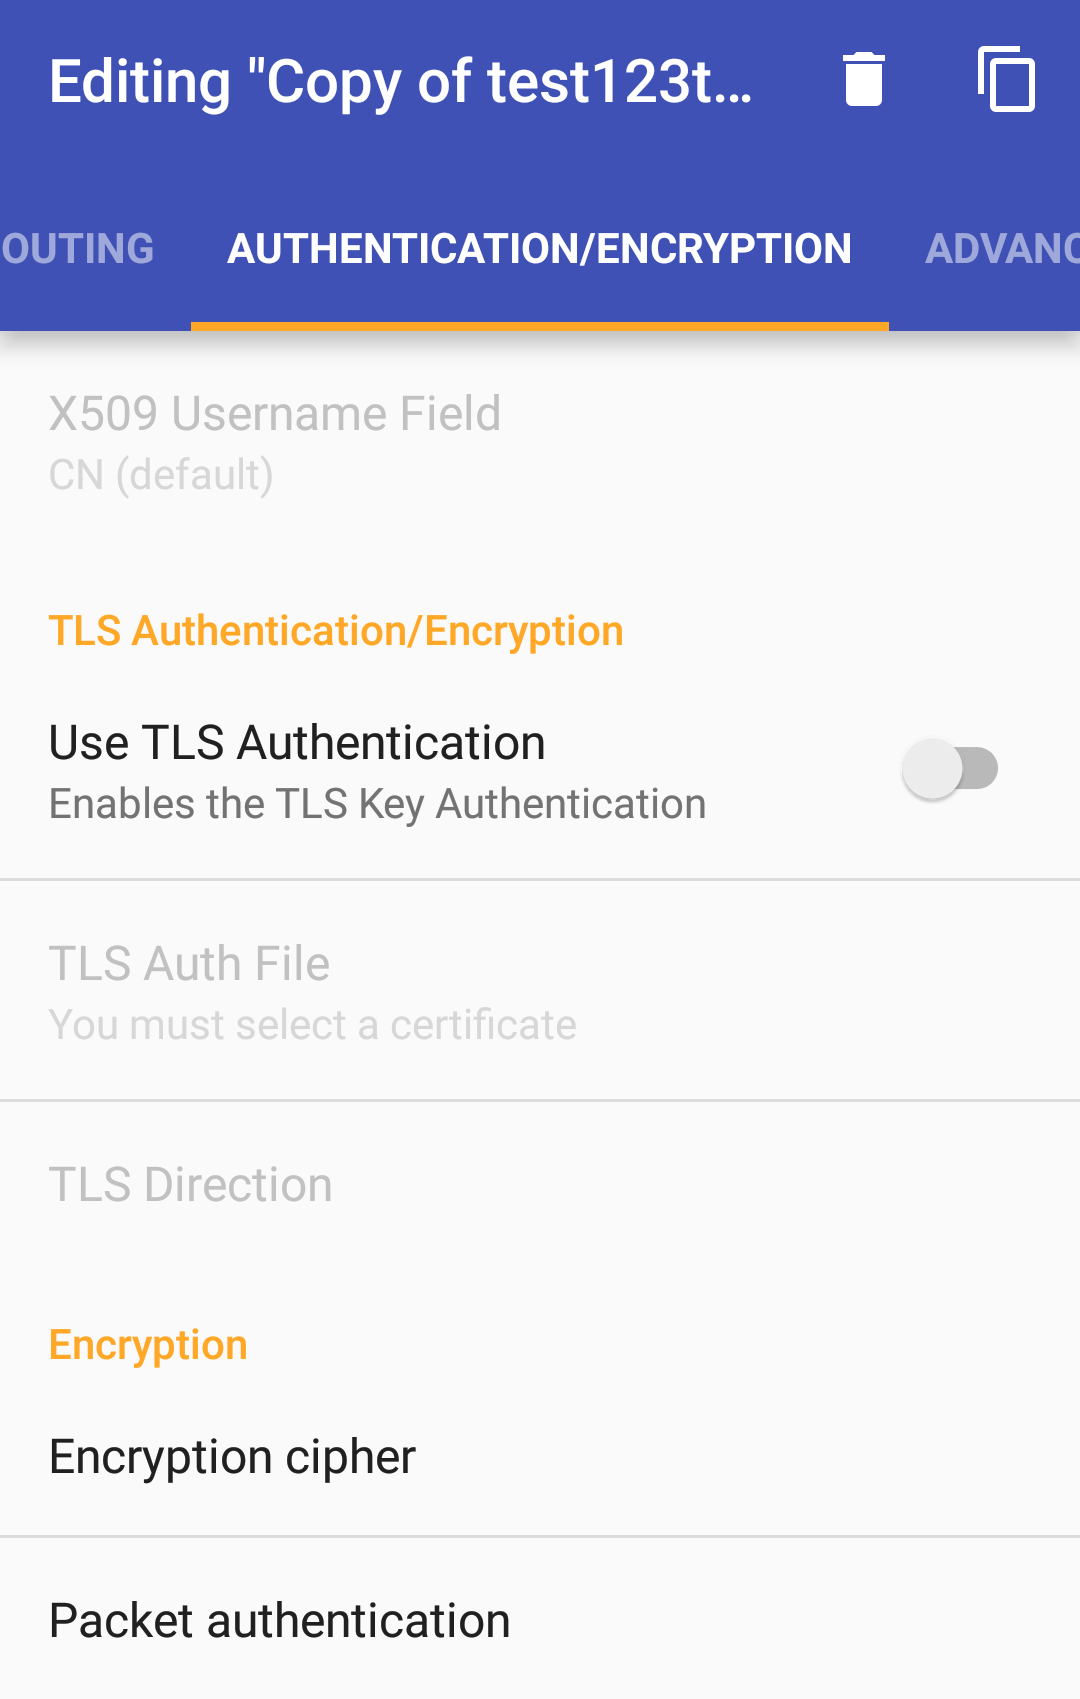 Editing "Copy of test123t...
OUTING
AUTHENTICATION/ENCRYPTION
ADVANC
X509 Username Field
CN (default)
TLS Authentication/Encryption
Use TLS Authentication
Enables the TLS Key Authentication
TLS Auth File
You must select a certificate
TLS Direction
Encryption
Encryption cipher
Packet authentication